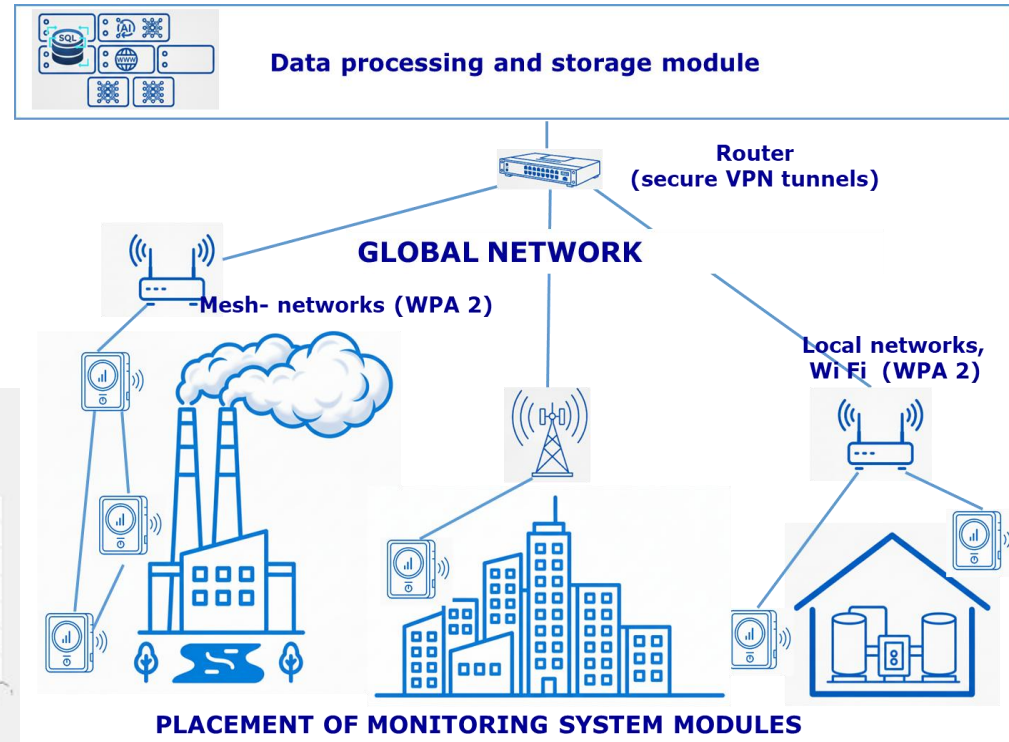 SQL
AI
WWW
Data processing and storage module
Router
(secure VPN tunnels)
GLOBAL NETWORK
Mesh- networks (WPA 2)
Local networks,
Wi Fi (WPA 2)
PLACEMENT OF MONITORING SYSTEM MODULES